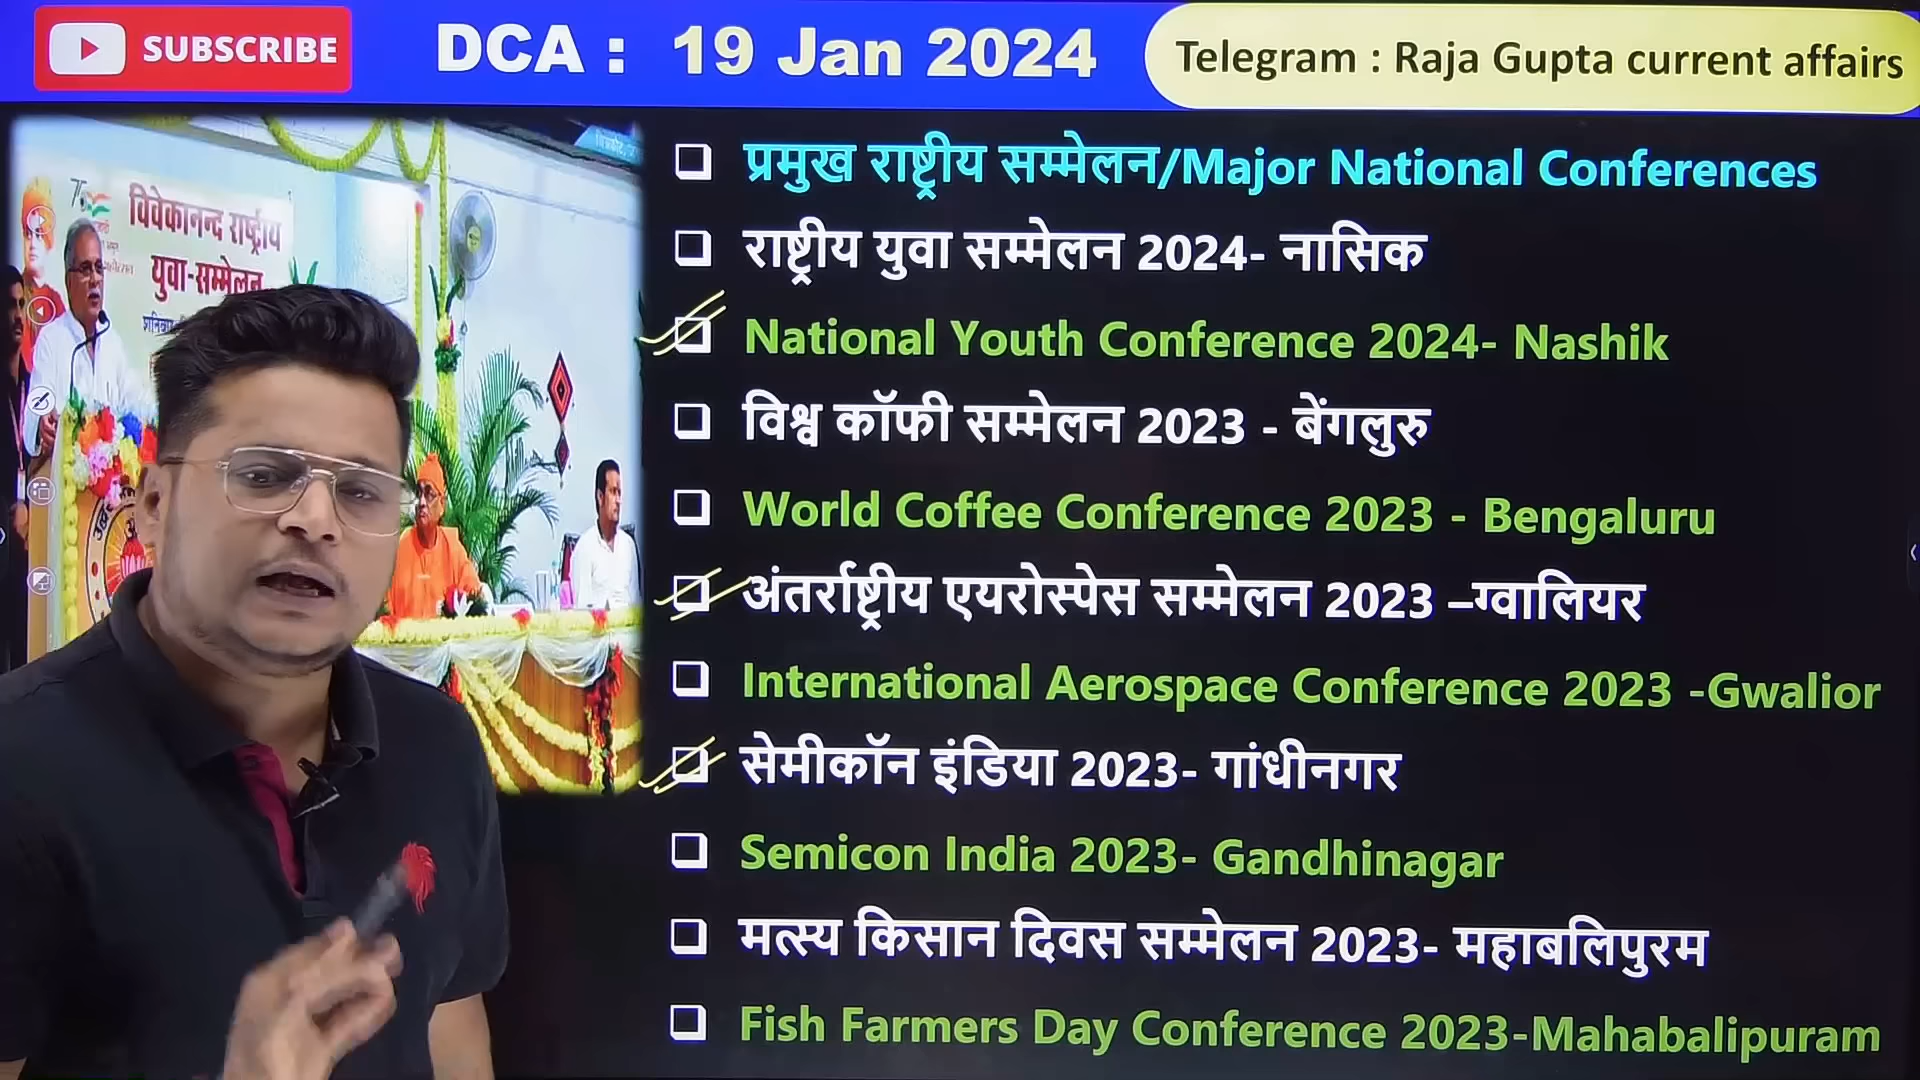 SUBSCRIBE
DCA : 19 Jan 2024
Telegram : Raja Gupta current affairs
विवेकानन्द राष्ट्रीय
युवा-सम्मेलन
प्रमुख राष्ट्रीय सम्मेलन/Major National Conferences
राष्ट्रीय युवा सम्मेलन 2024- नासिक
National Youth Conference 2024- Nashik
विश्व कॉफी सम्मेलन 2023 - बेंगलुरु
World Coffee Conference 2023 - Bengaluru
अंतर्राष्ट्रीय एयरोस्पेस सम्मेलन 2023 –ग्वालियर
International Aerospace Conference 2023 -Gwalior
सेमीकॉन इंडिया 2023- गांधीनगर
Semicon India 2023- Gandhinagar
मत्स्य किसान दिवस सम्मेलन 2023- महाबलिपुरम
Fish Farmers Day Conference 2023-Mahabalipuram